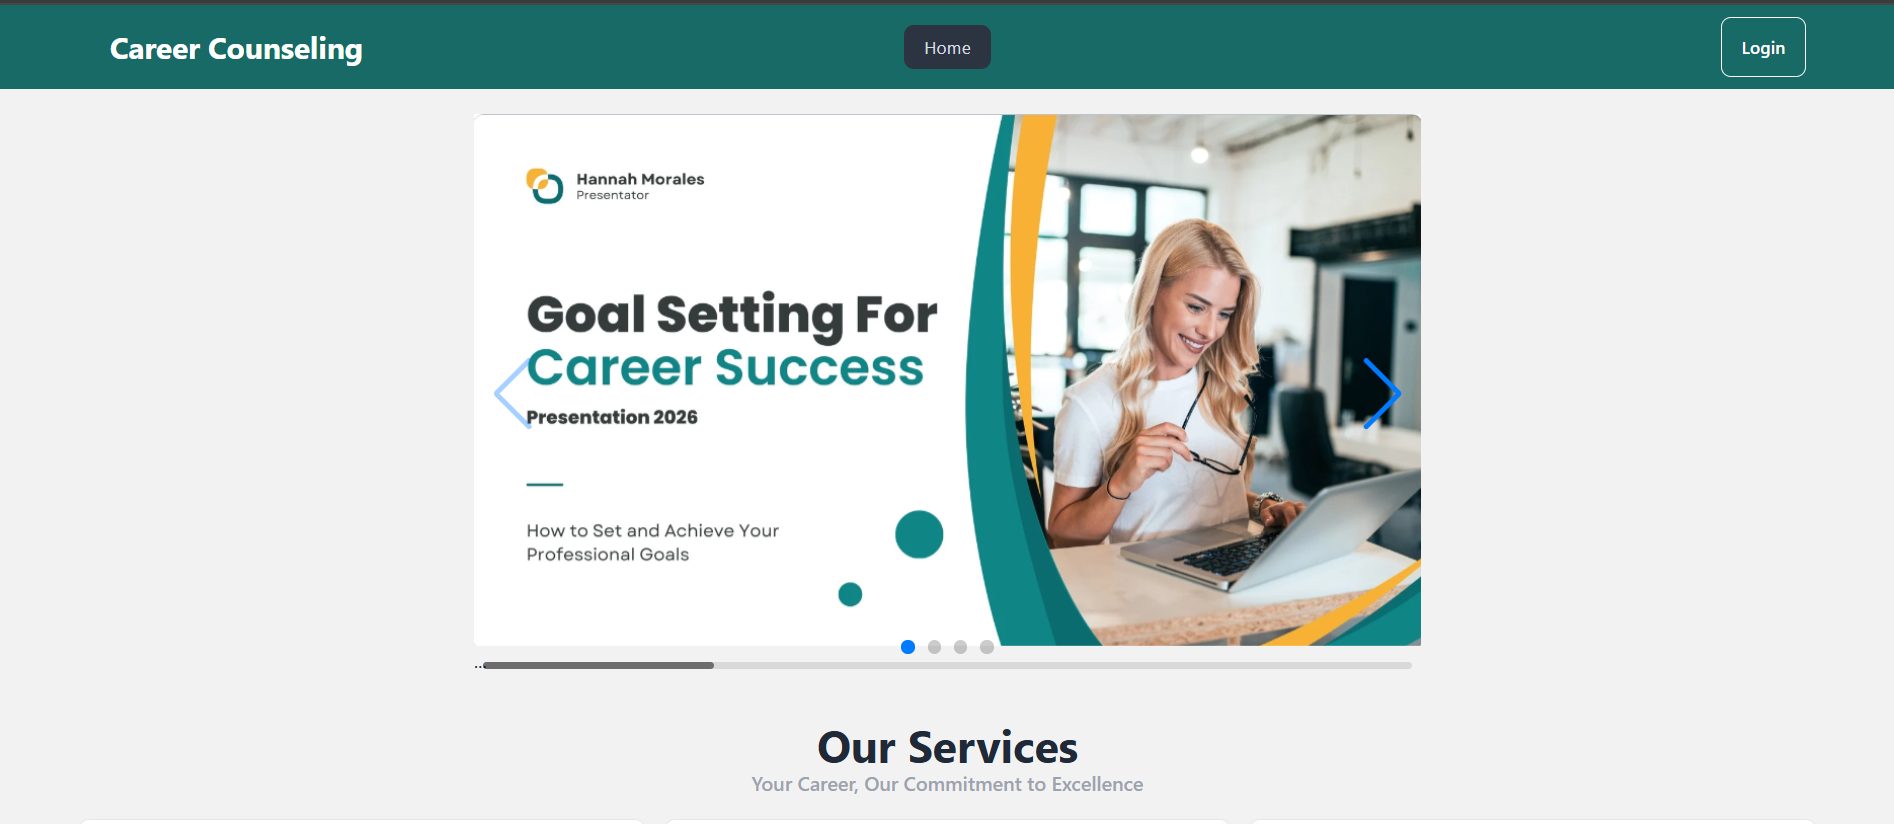 Career Counseling
Home
Login
Hannah Morales
Presentator
Goal Setting For
Career Success
Presentation 2026
How to Set and Achieve Your
Professional Goals
...
Our Services
Your Career, Our Commitment to Excellence